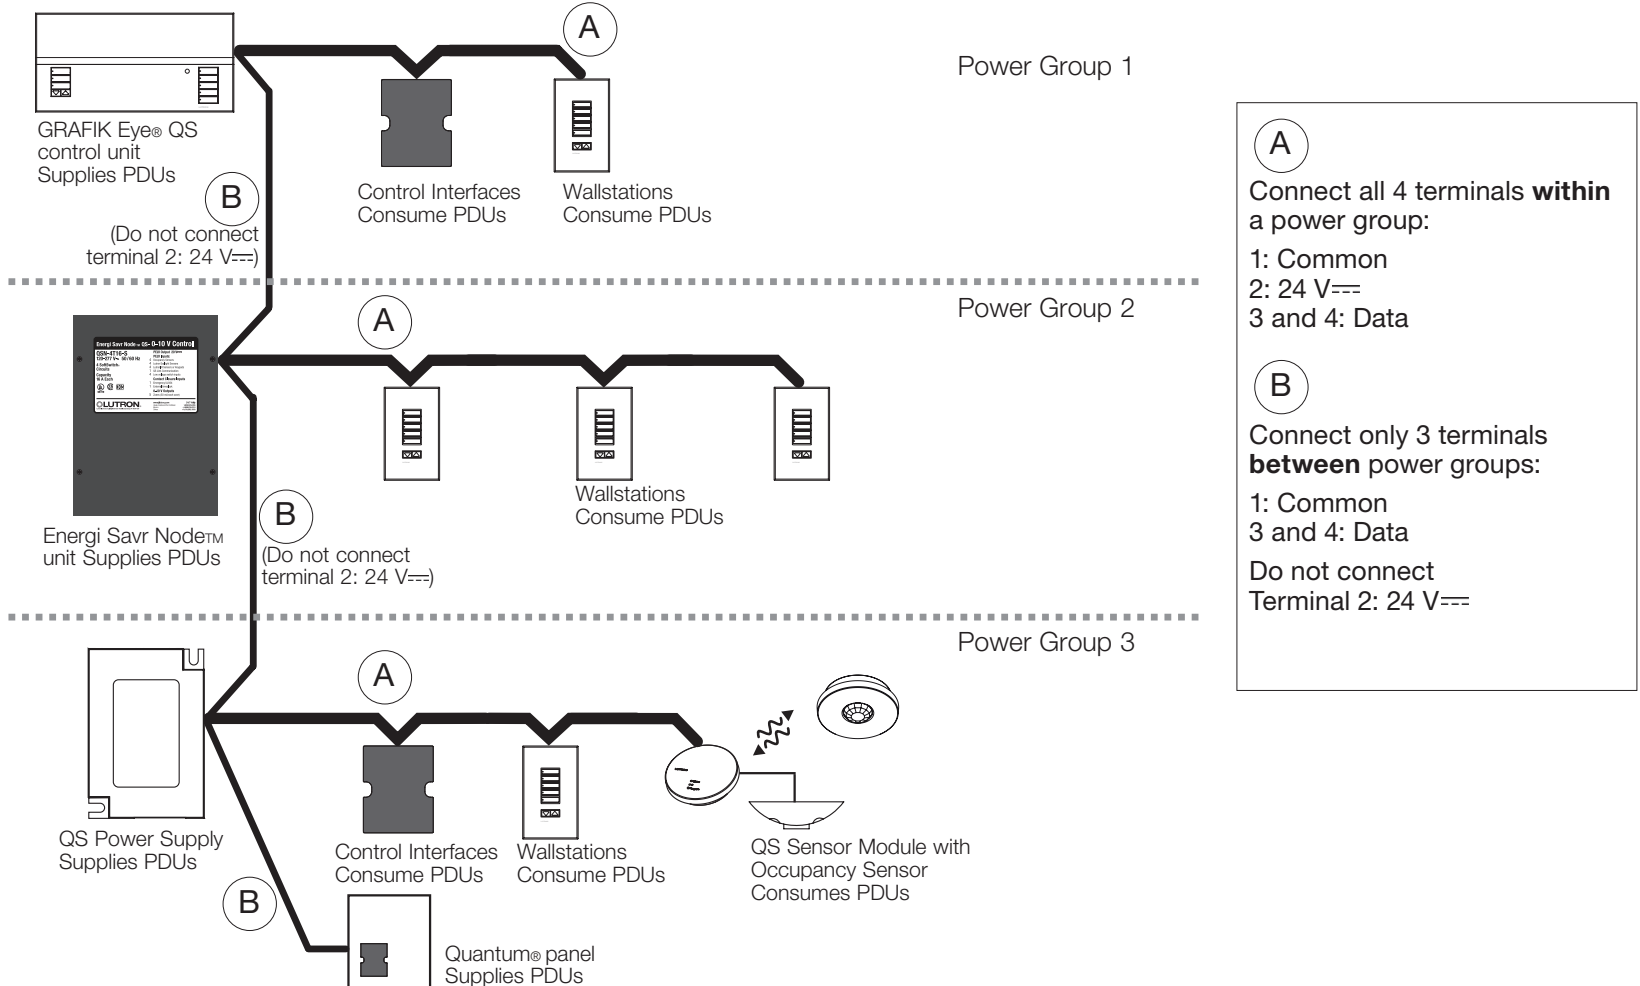 A
Power Group 1
GRAFIK Eye® QS
control unit
Supplies PDUs
B
(Do not connect
terminal 2: 24 V⎓)
Control Interfaces
Consume PDUs
Wallstations
Consume PDUs
Power Group 2
A
Energi Savr Node™ QS- 0-10 V Control
QSN-4T16-S
LUTRON
Wallstations
Consume PDUs
Energi Savr Node™
unit Supplies PDUs
B
(Do not connect
terminal 2: 24 V⎓)
Power Group 3
A
QS Power Supply
Supplies PDUs
Control Interfaces
Consume PDUs
Wallstations
Consume PDUs
QS Sensor Module with
Occupancy Sensor
Consumes PDUs
B
Quantum® panel
Supplies PDUs
A
Connect all 4 terminals within
a power group:
1: Common
2: 24 V⎓
3 and 4: Data
B
Connect only 3 terminals
between power groups:
1: Common
3 and 4: Data
Do not connect
Terminal 2: 24 V⎓